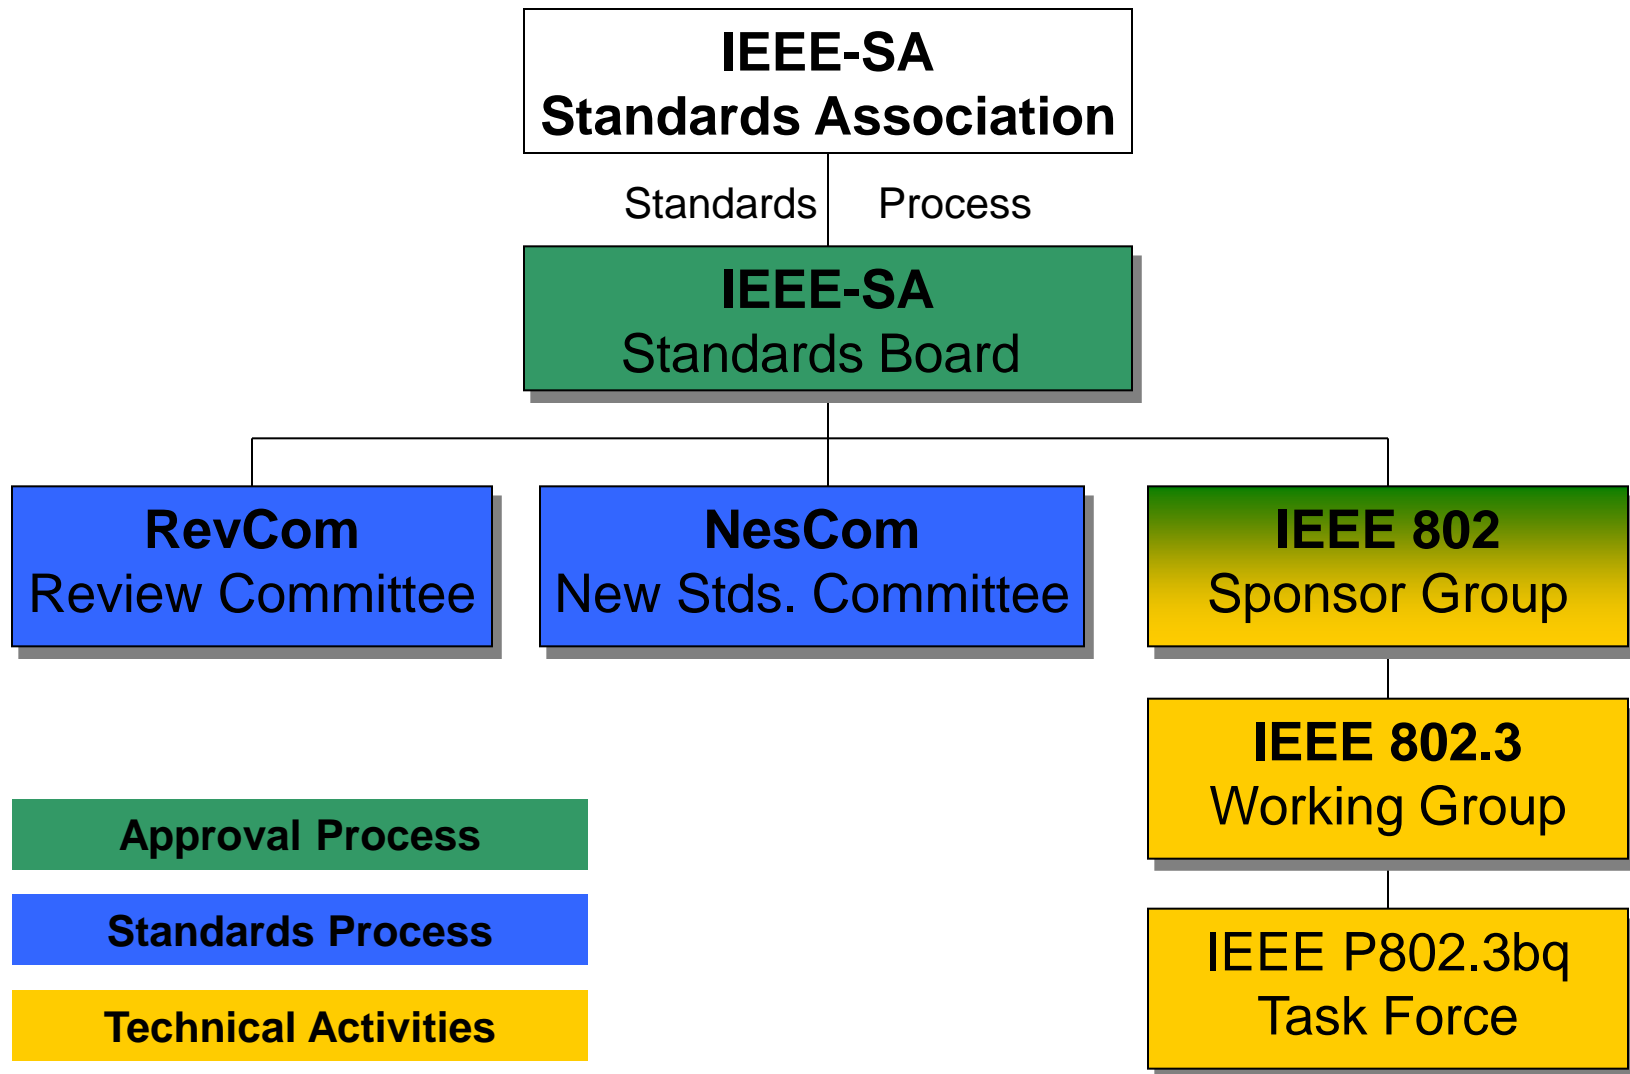 IEEE-SA
Standards Association
Standards Process
IEEE-SA
Standards Board
RevCom
Review Committee
NesCom
New Stds. Committee
IEEE 802
Sponsor Group
IEEE 802.3
Working Group
IEEE P802.3bq
Task Force
Approval Process
Standards Process
Technical Activities